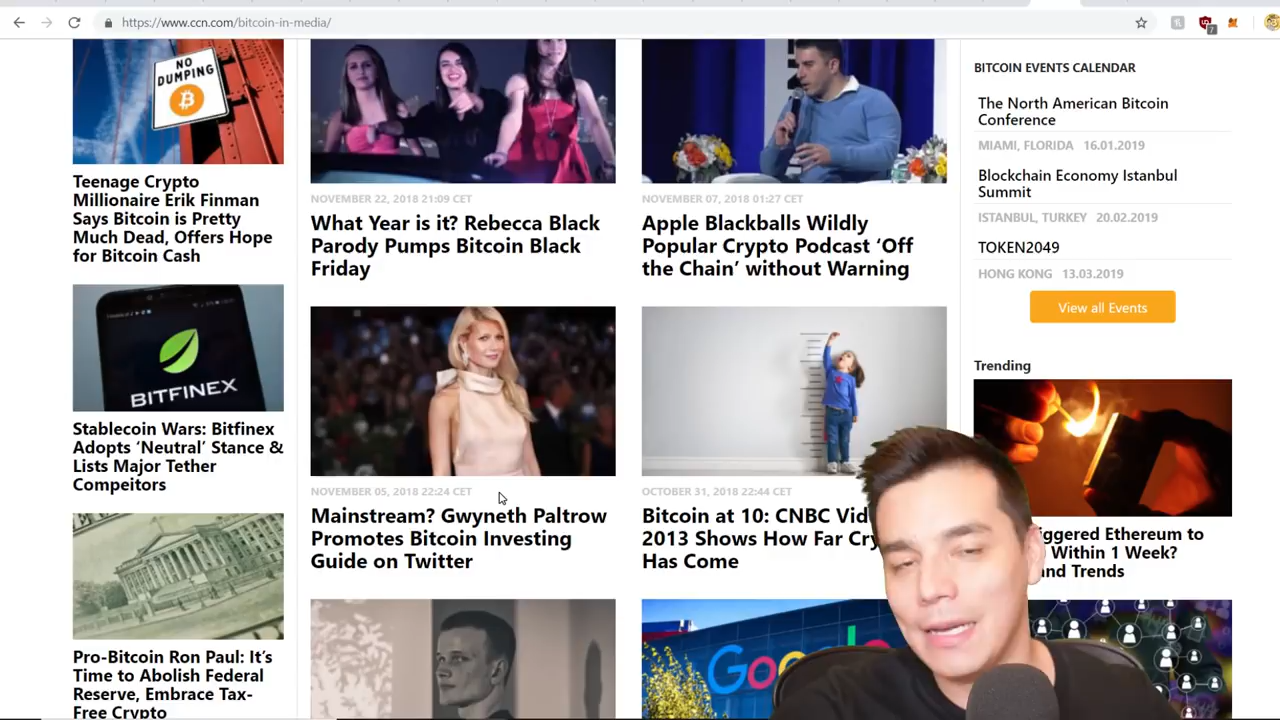 https://www.ccn.com/bitcoin-in-media/
7
NO
DUMPING
Teenage Crypto
Millionaire Erik Finman
Says Bitcoin is Pretty
Much Dead, Offers Hope
for Bitcoin Cash
BITFINEX
Stablecoin Wars: Bitfinex
Adopts ‘Neutral’ Stance &
Lists Major Tether
Compeitors
Pro-Bitcoin Ron Paul: It’s
Time to Abolish Federal
Reserve, Embrace Tax-
Free Crypto
NOVEMBER 22, 2018 21:09 CET
What Year is it? Rebecca Black
Parody Pumps Bitcoin Black
Friday
NOVEMBER 05, 2018 22:24 CET
Mainstream? Gwyneth Paltrow
Promotes Bitcoin Investing
Guide on Twitter
NOVEMBER 07, 2018 01:27 CET
Apple Blackballs Wildly
Popular Crypto Podcast ‘Off
the Chain’ without Warning
OCTOBER 31, 2018 22:44 CET
Bitcoin at 10: CNBC
2013 Shows How Far
Has Come
Goo
BITCOIN EVENTS CALENDAR
The North American Bitcoin
Conference
MIAMI, FLORIDA 16.01.2019
Blockchain Economy Istanbul
Summit
ISTANBUL, TURKEY 20.02.2019
TOKEN2049
HONG KONG 13.03.2019
View all Events
Trending
Ethereum to
Within 1 Week?
Trends